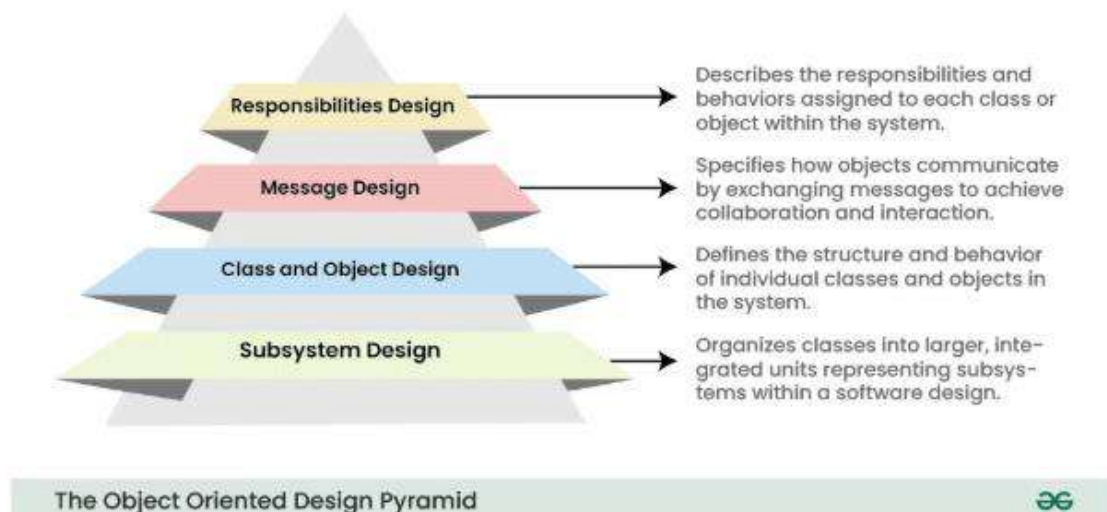 Responsibilities Design
Describes the responsibilities and
behaviors assigned to each class or
object within the system.
Message Design
Specifies how objects communicate
by exchanging messages to achieve
collaboration and interaction.
Class and Object Design
Defines the structure and behavior
of individual classes and objects in
the system.
Subsystem Design
Organizes classes into larger, inte-
grated units representing subsys-
tems within a software design.
The Object Oriented Design Pyramid